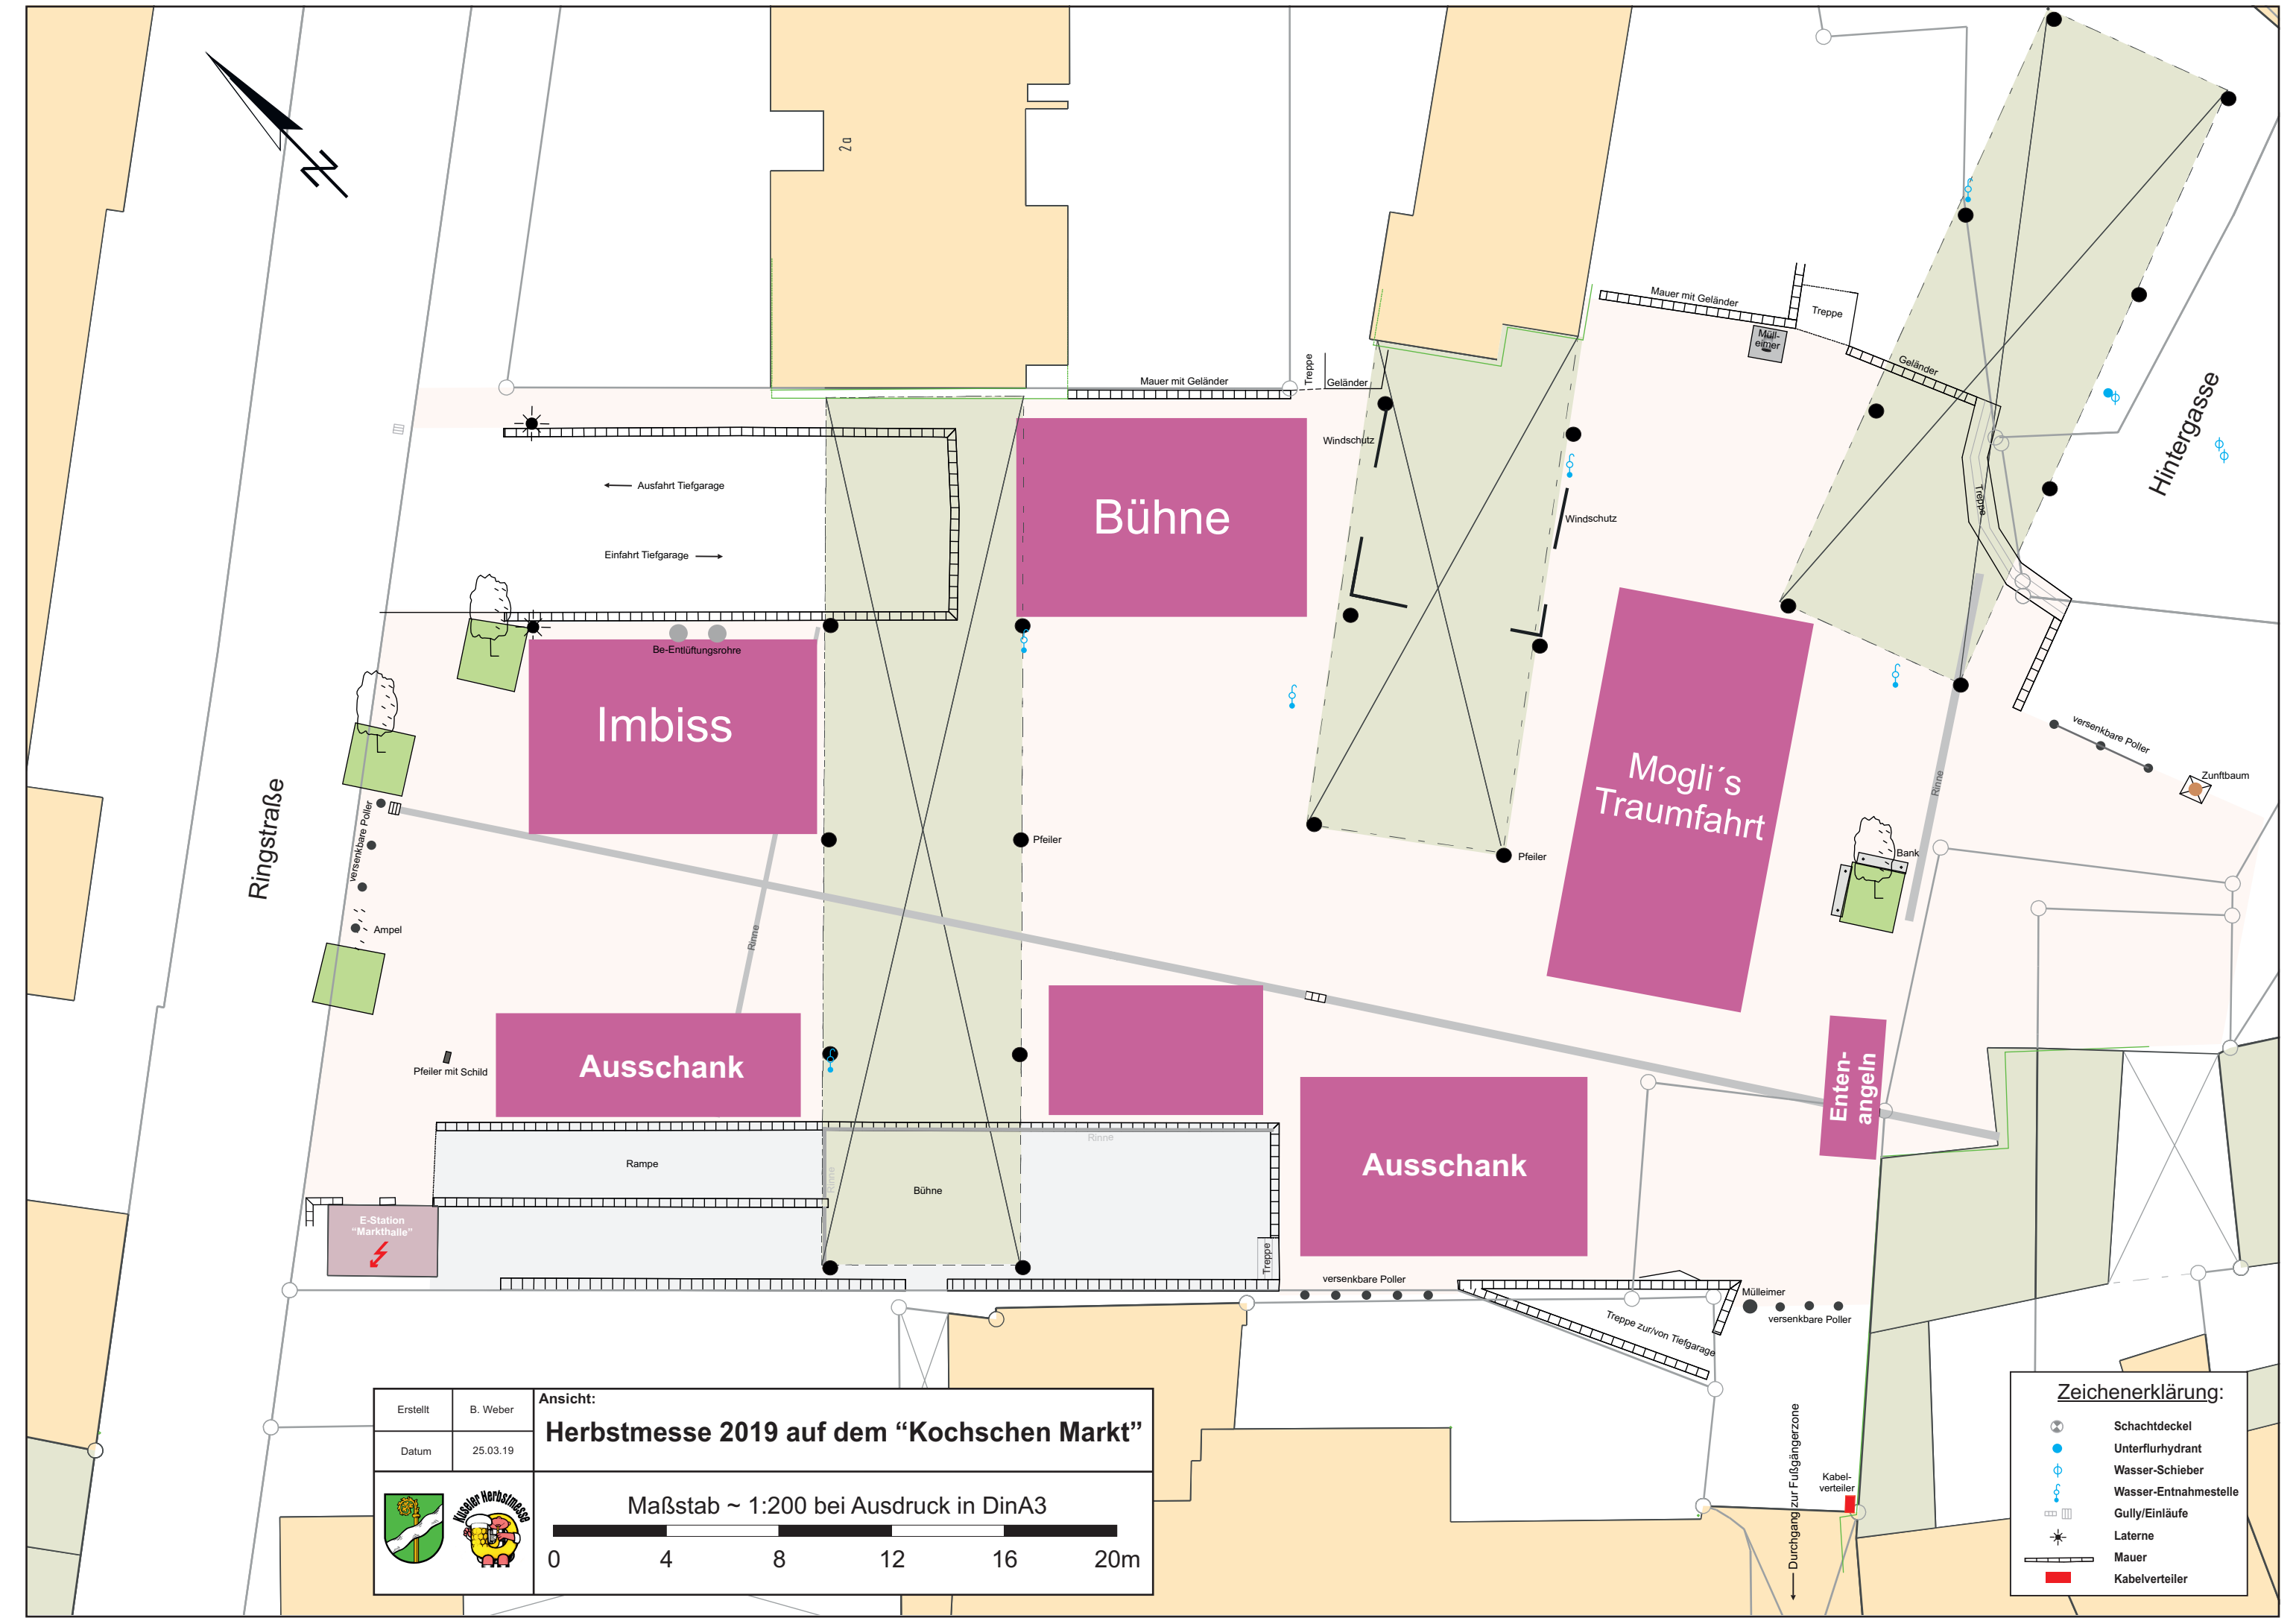 2a
Mauer mit Geländer
Treppe
Müll-
eimer
Geländer
Treppe
Mauer mit Geländer
Geländer
Hintergasse
Windschutz
Ausfahrt Tiefgarage
Bühne
Treppe
Windschutz
Einfahrt Tiefgarage
Be-Entlüftungsrohre
Imbiss
versenkbare Poller
Mogli´s
Traumfahrt
Rinne
Zunftbaum
Ringstraße
versenkbare Poller
Pfeiler
Pfeiler
Bank
Ampel
Rinne
Pfeiler mit Schild
Ausschank
Enten-
angeln
Rinne
Rampe
Rinne
Bühne
Ausschank
E-Station
“Markthalle”
Treppe
versenkbare Poller
Mülleimer
versenkbare Poller
Treppe zur/von Tiefgarage
Durchgang zur Fußgängerzone
Kabel-
verteiler
Erstellt
B. Weber
Datum
25.03.19
Ansicht:
Herbstmesse 2019 auf dem “Kochschen Markt”
Kuseler Herbstmesse
Maßstab ~ 1:200 bei Ausdruck in DinA3
0 4 8 12 16 20m
Zeichenerklärung:
Schachtdeckel
Unterflurhydrant
Wasser-Schieber
Wasser-Entnahmestelle
Gully/Einläufe
Laterne
Mauer
Kabelverteiler